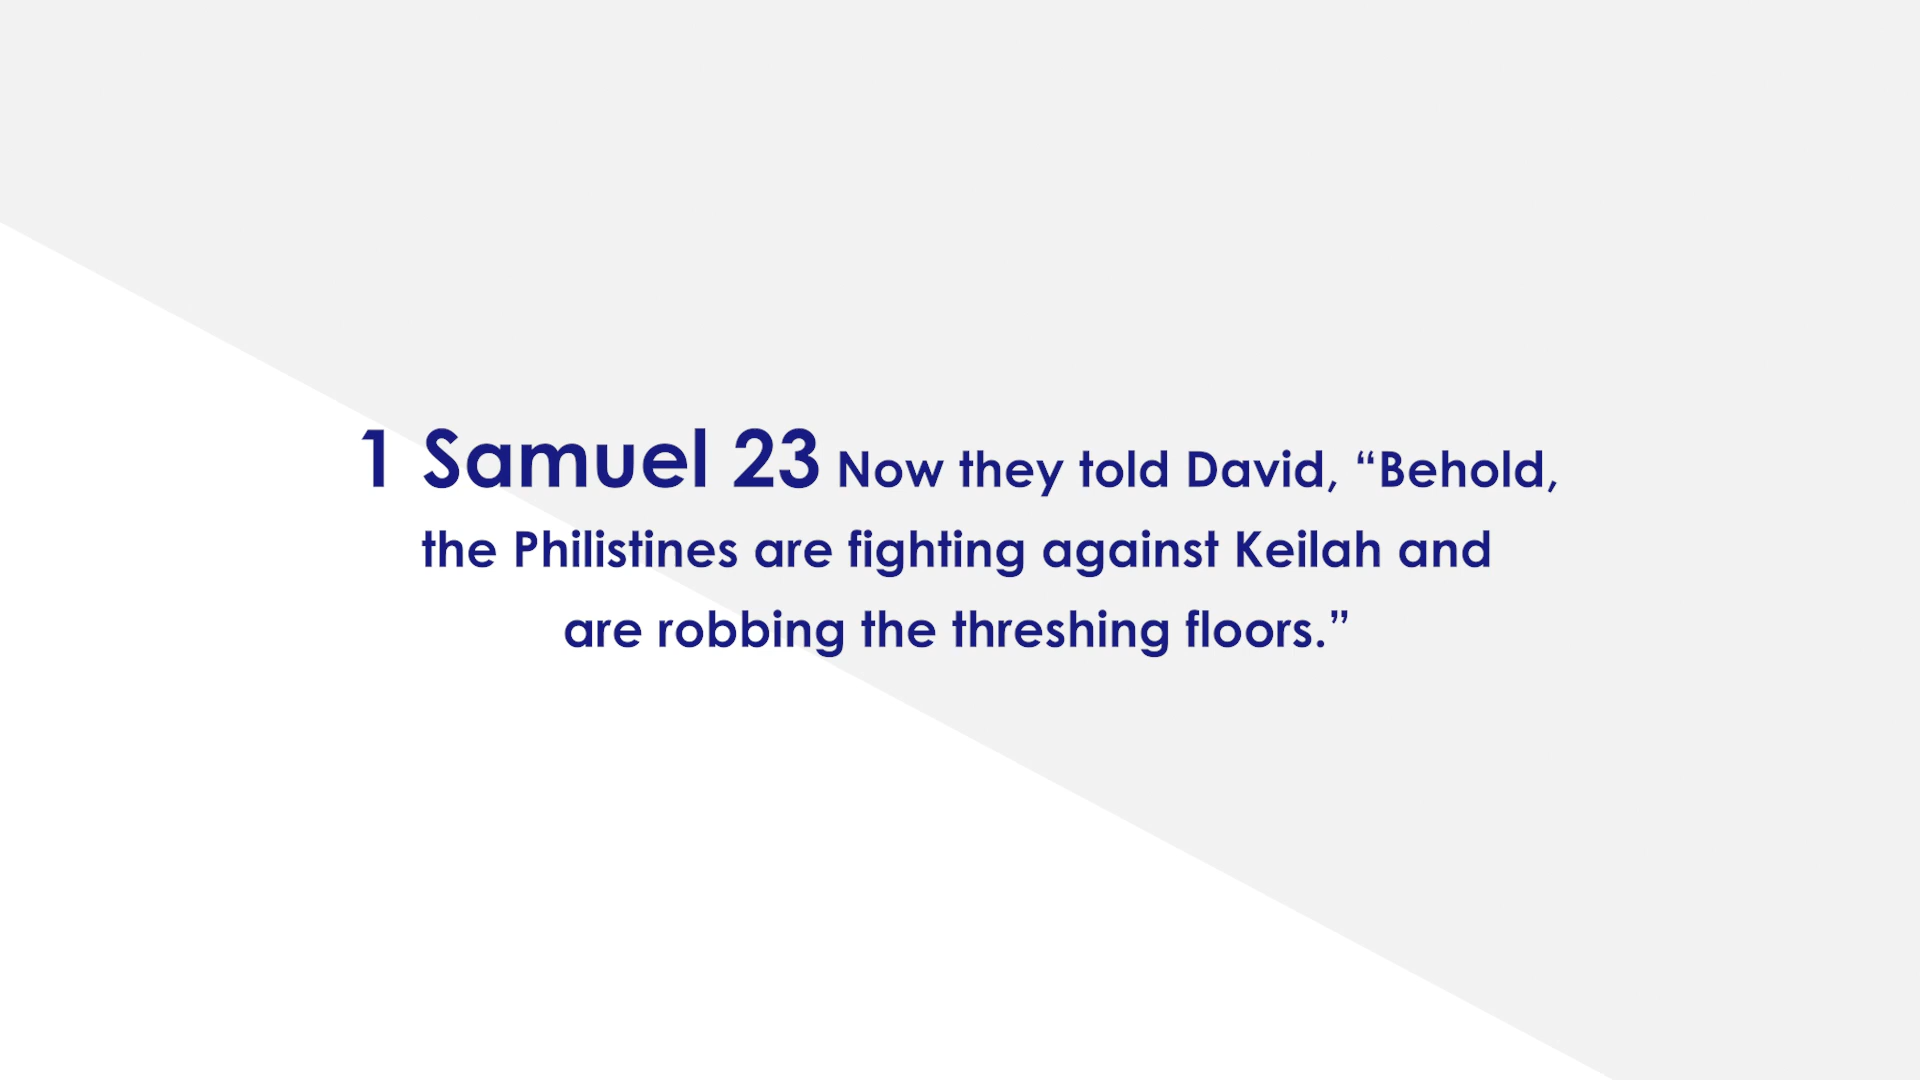 1 Samuel 23 Now they told David, “Behold,
the Philistines are fighting against Keilah and
are robbing the threshing floors.”